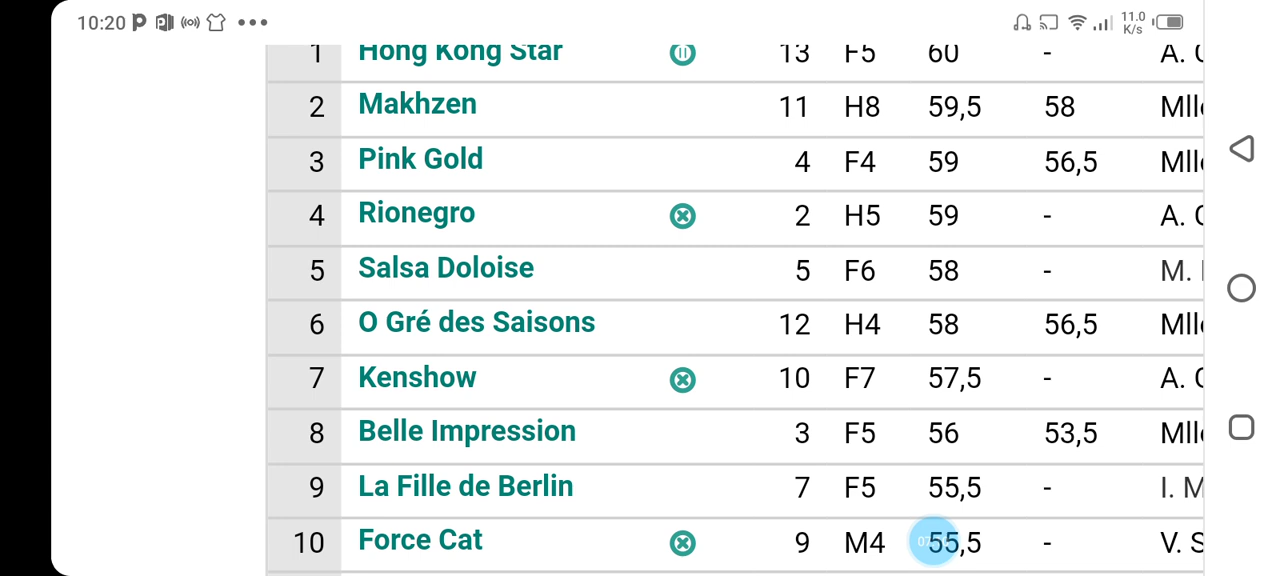 10:20 11.0 K/s
1 Hong Kong Star 13 F5 60 - A.
2 Makhzen 11 H8 59,5 58 Mlle
3 Pink Gold 4 F4 59 56,5 Mlle
4 Rionegro 2 H5 59 - A.
5 Salsa Doloise 5 F6 58 - M.
6 O Gré des Saisons 12 H4 58 56,5 Mlle
7 Kenshow 10 F7 57,5 - A.
8 Belle Impression 3 F5 56 53,5 Mlle
9 La Fille de Berlin 7 F5 55,5 - I. M
10 Force Cat 9 M4 55,5 - V. S